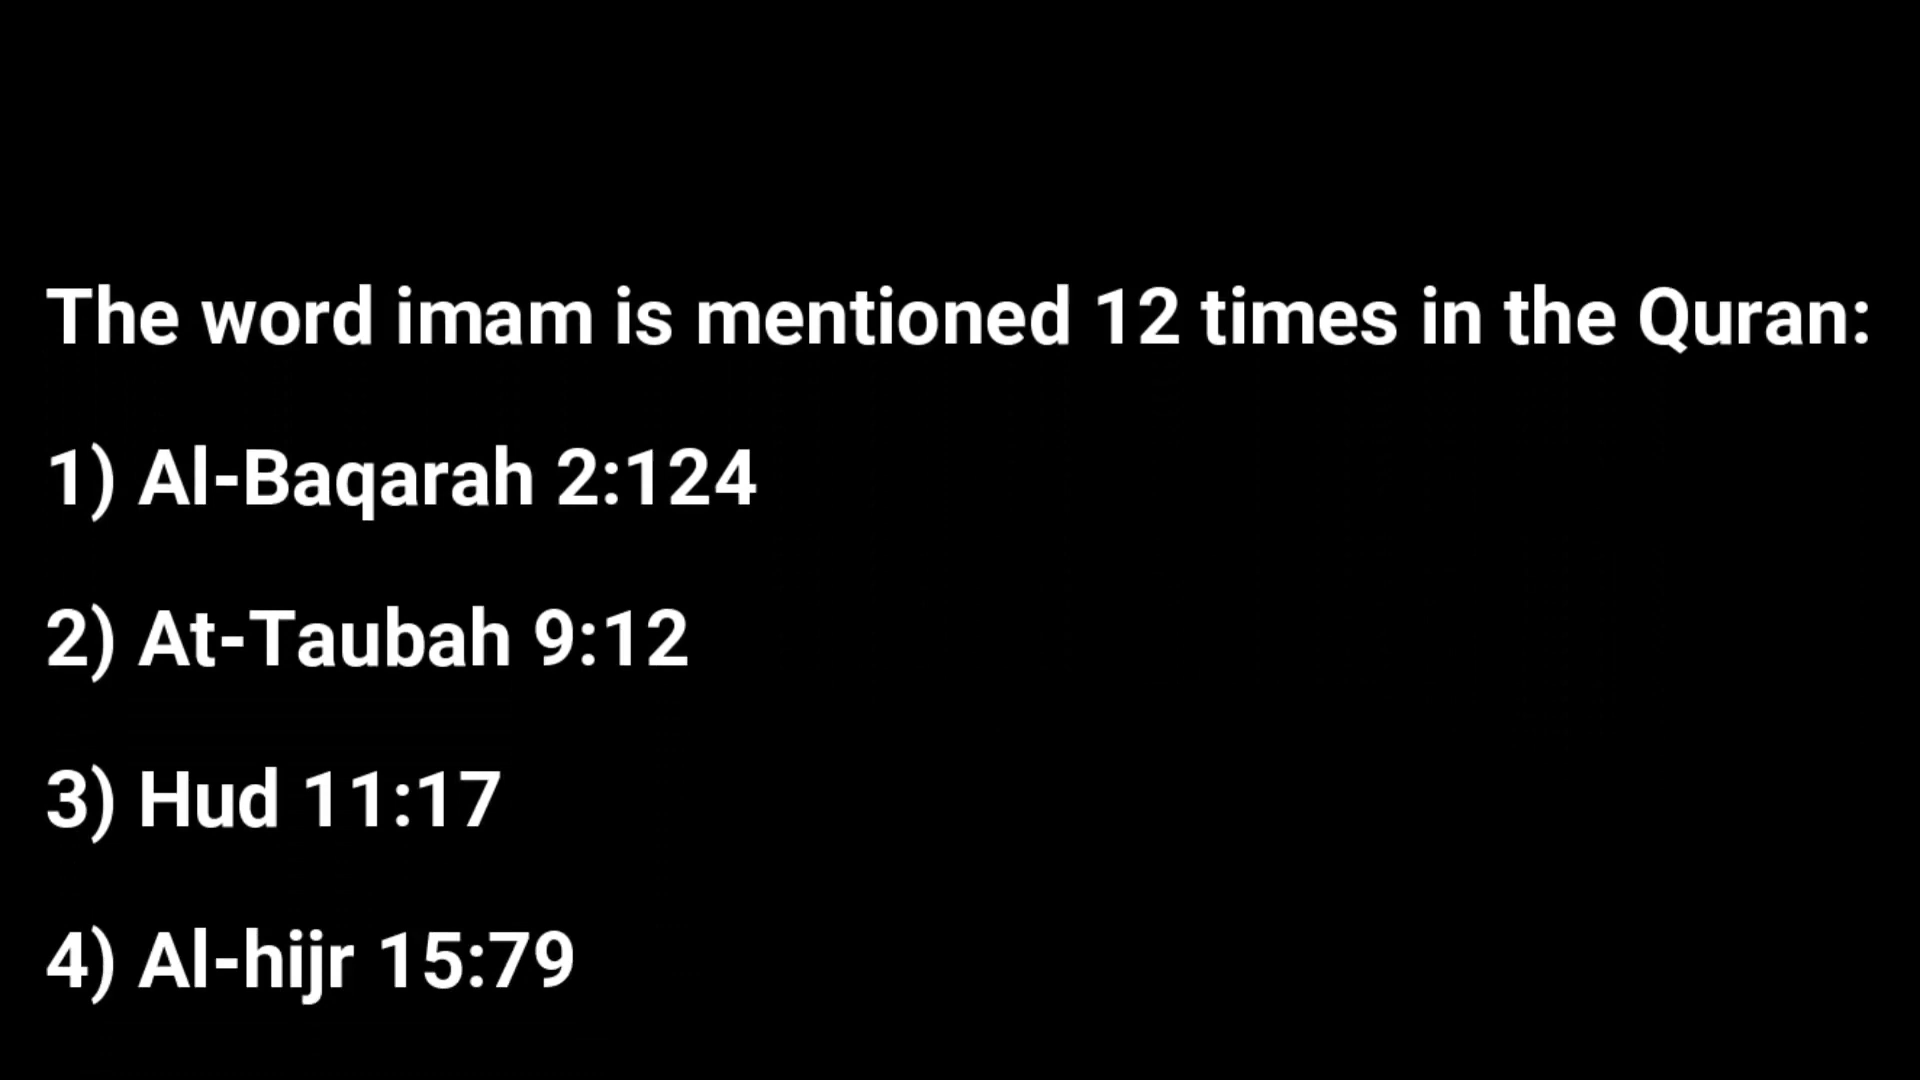 The word imam is mentioned 12 times in the Quran:
1) Al-Baqarah 2:124
2) At-Taubah 9:12
3) Hud 11:17
4) Al-hijr 15:79